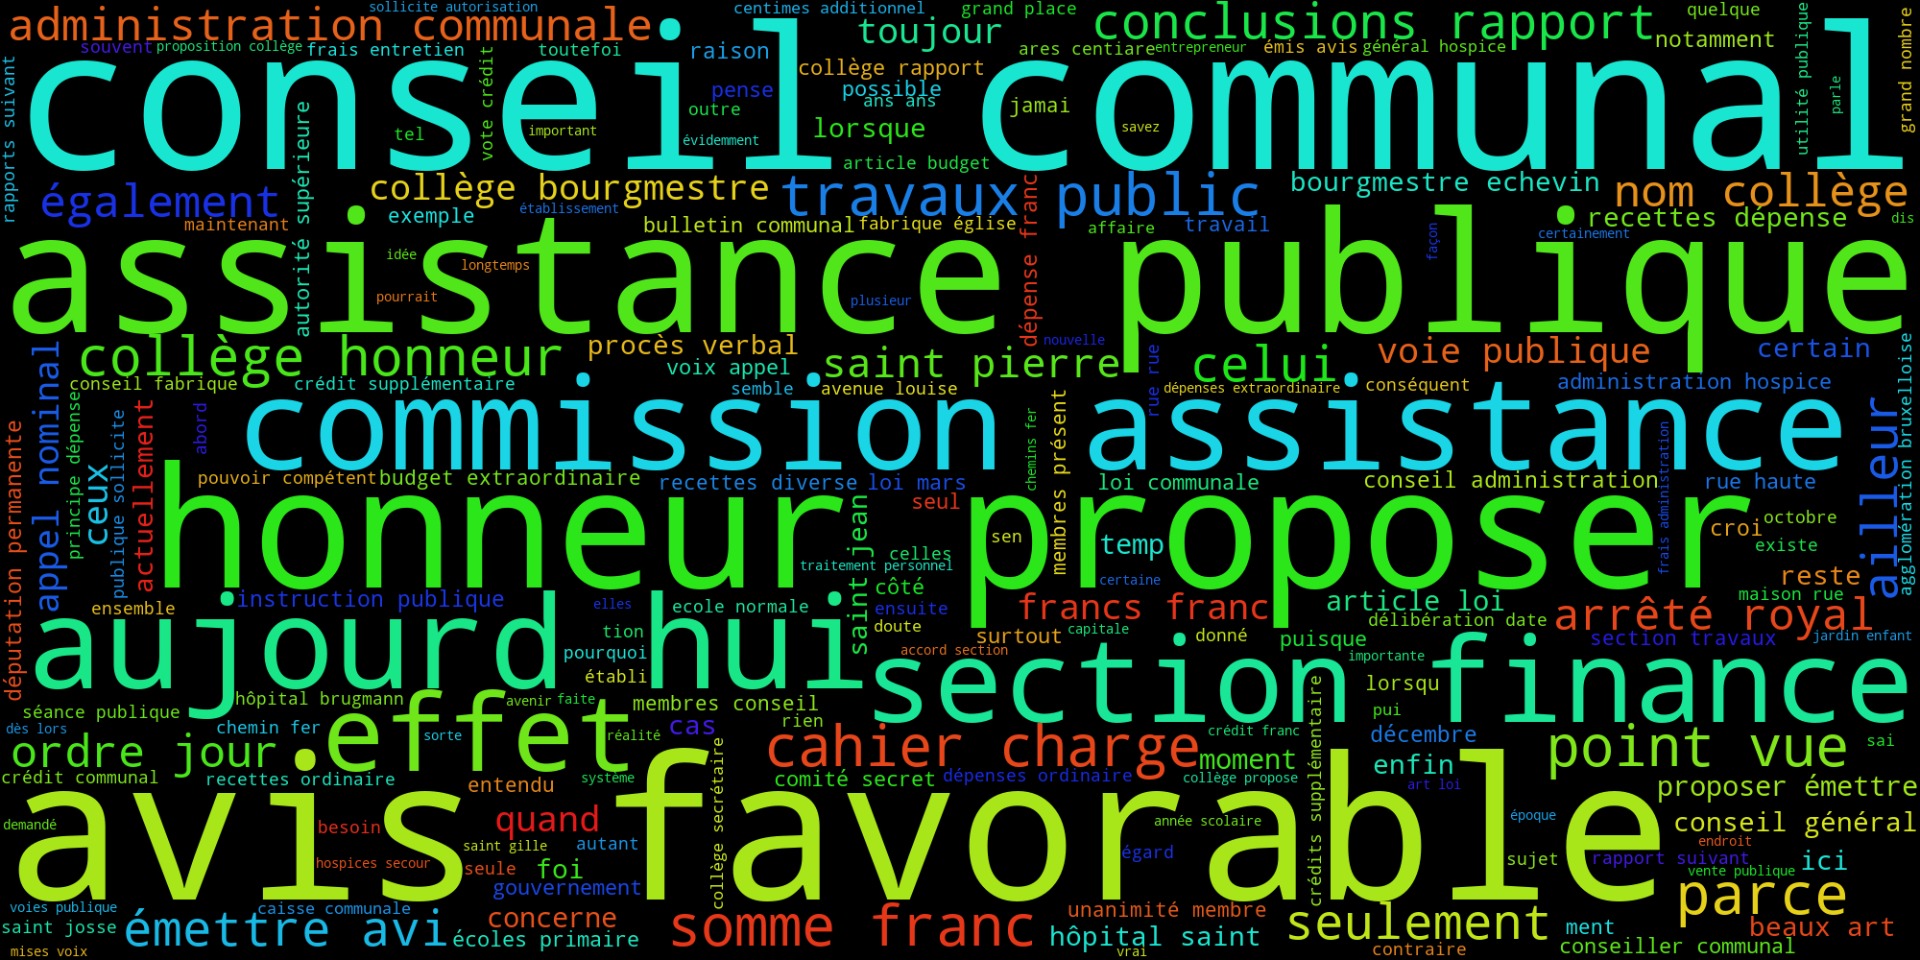 sollicite autorisation
centimes additionnel
grand place
quelque
administration communale
toujour
conclusions rapport
souvent
proposition collège
frais entretien
toutefoi
raison
ares centiare
entrepreneur
émis avis
général hospice
notamment
utilité publique
grand nombre
rapports suivant
vote crédit
collège rapport
pense
possible
ans ans
outre
jamai
parle
conseil communal
tel
important
évidemment
lorsque
savez
article budget
autorité supérieure
également
collège bourgmestre
travaux public
bourgmestre echevin
nom collège
maintenant
exemple
établissement
bulletin communal
fabrique église
dépense franc
affaire
travail
recettes dépense
dis
façon
certainement
assistance publique
idée
longtemps
pourrait
plusieur
collège honneur
procès verbal
nouvelle
voix appel
saint pierre
celui
voie publique
certain
rue rue
agglomération bruxelloise
appel nominal
conseil fabrique
crédit supplémentaire
semble
avenue louise
dépenses extraordinaire
conséquent
administration hospice
commission assistance
députation permanente
principe dépense
ceux
publique sollicite
actuellement
abord
chemins fer
membres présent
frais administration
ailleur
pouvoir compétent
budget extraordinaire
recettes diverse
loi mars
loi communale
conseil administration
rue haute
honneur proposer
seul
saint jean
sen
temp
croi
octobre
existe
celles
traitement personnel
certaine
côté
reste
ensemble
instruction publique
elles
ecole normale
ensuite
francs franc
article loi
maison rue
arrêté royal
aujourd hui
tion
doute
surtout
capitale
donné
puisque
délibération date
section travaux
jardin enfant
pourquoi
accord section
importante
établi
section finance
lorsqu
séance publique
hôpital brugmann
avenir
faite
membres conseil
pui
dès lors
chemin fer
effet
sorte
réalité
cas
rien
crédit franc
crédits supplémentaire
décembre
sai
ordre jour
cahier charge
moment
point vue
enfin
crédit communal
recettes ordinaire
entendu
système
collège secrétaire
comité secret
dépenses ordinaire
collège propose
art loi
proposer émettre
avis favorable
demandé
besoin
quand
année scolaire
époque
conseil général
endroit
saint gille
autant
égard
sujet
rapport suivant
ici
hospices secour
seule
foi
vente publique
gouvernement
parce
voies publique
caisse communale
concerne
somme franc
unanimité membre
seulement
saint josse
émettre avi
écoles primaire
hôpital saint
ment
beaux art
mises voix
vrai
contraire
conseiller communal